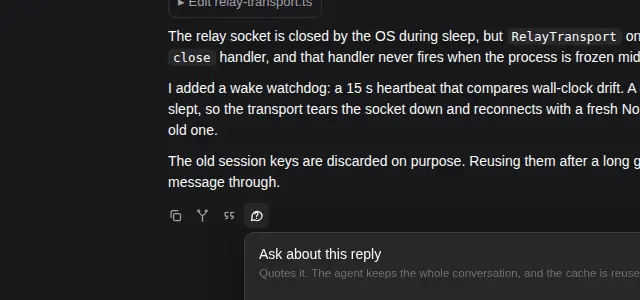 ▸ Edit relay-transport.ts
The relay socket is closed by the OS during sleep, but RelayTransport on
close handler, and that handler never fires when the process is frozen mid
I added a wake watchdog: a 15 s heartbeat that compares wall-clock drift. A
slept, so the transport tears the socket down and reconnects with a fresh No
old one.
The old session keys are discarded on purpose. Reusing them after a long g
message through.
Ask about this reply
Quotes it. The agent keeps the whole conversation, and the cache is reuse